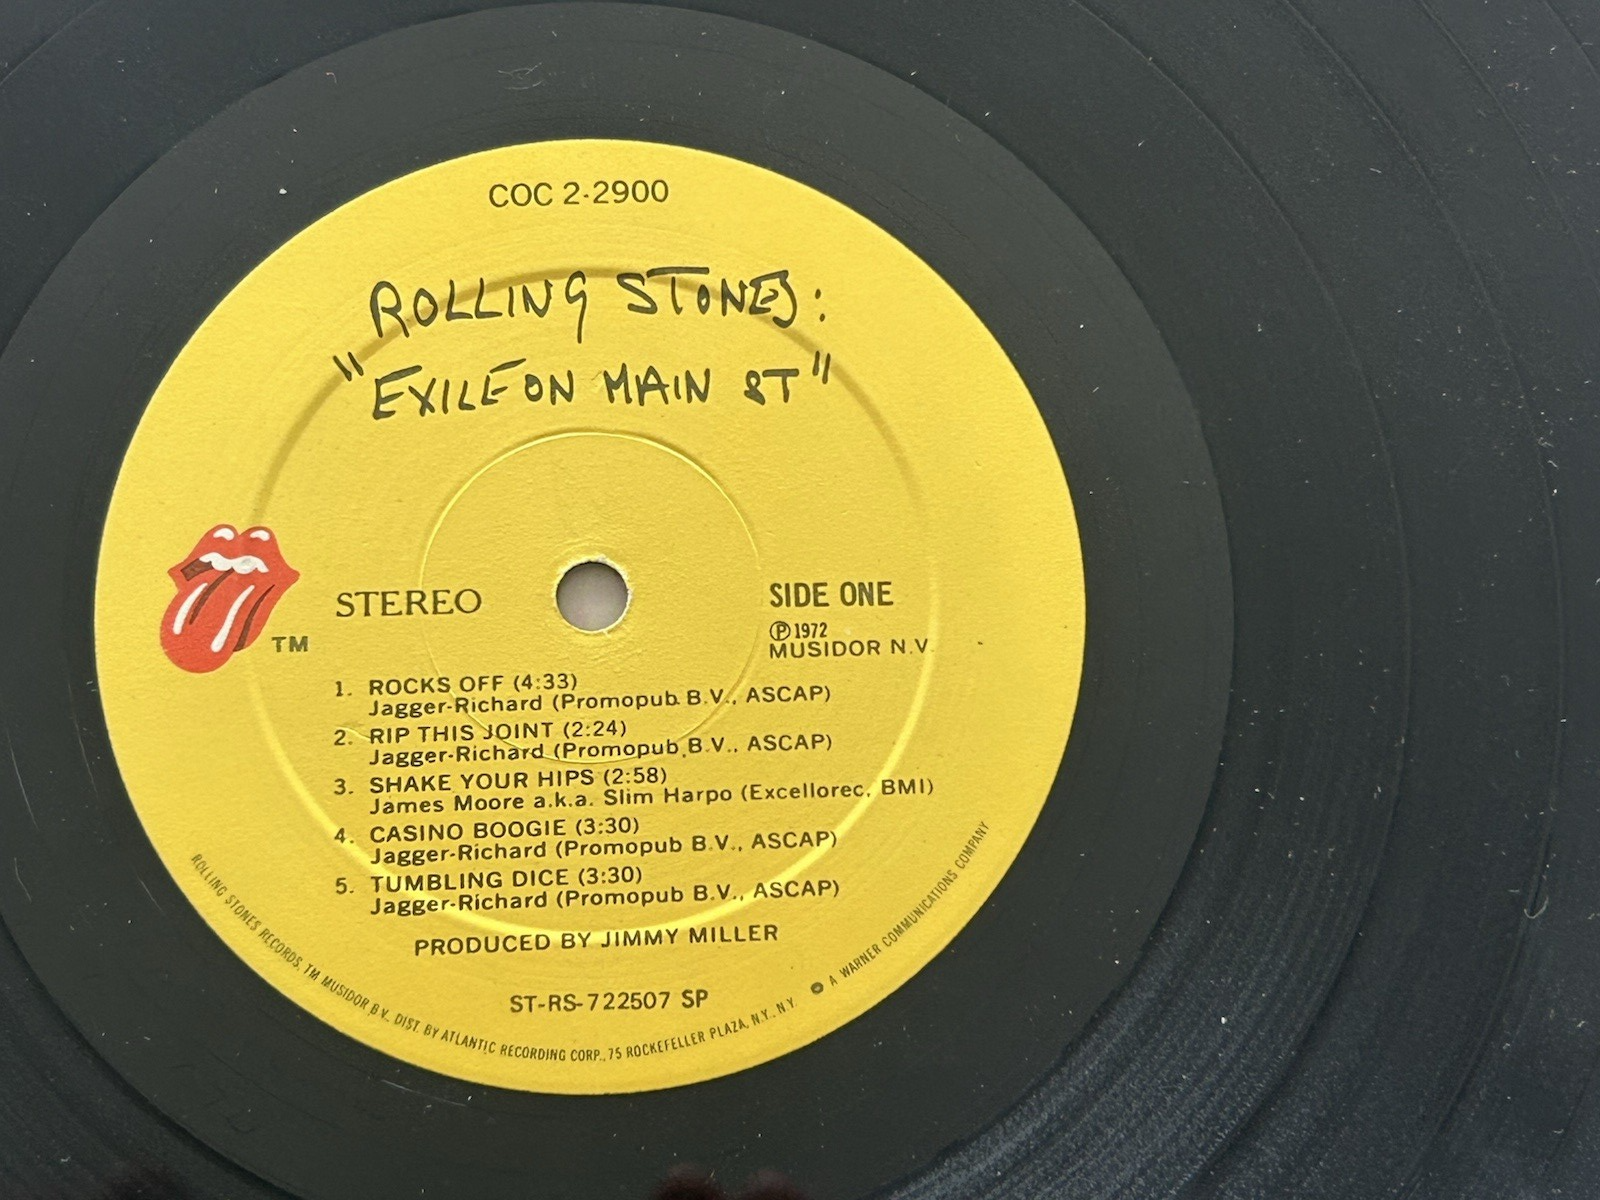 COC 2-2900
ROLLING STONES:
"EXILE ON MAIN ST"
STEREO
SIDE ONE
TM
Ⓟ 1972
MUSIDOR N.V.
1. ROCKS OFF (4:33)
Jagger-Richard (Promopub B.V., ASCAP)
2. RIP THIS JOINT (2:24)
Jagger-Richard (Promopub B.V., ASCAP)
3. SHAKE YOUR HIPS (2:58)
James Moore a.k.a. Slim Harpo (Excellorec, BMI)
4. CASINO BOOGIE (3:30)
Jagger-Richard (Promopub B.V., ASCAP)
5. TUMBLING DICE (3:30)
Jagger-Richard (Promopub B.V., ASCAP)
PRODUCED BY JIMMY MILLER
ST-RS-722507 SP
ROLLING STONES RECORDS, TM MUSIDOR B.V., DIST. BY ATLANTIC RECORDING CORP., 75 ROCKEFELLER PLAZA, N.Y., N.Y. A WARNER COMMUNICATIONS COMPANY